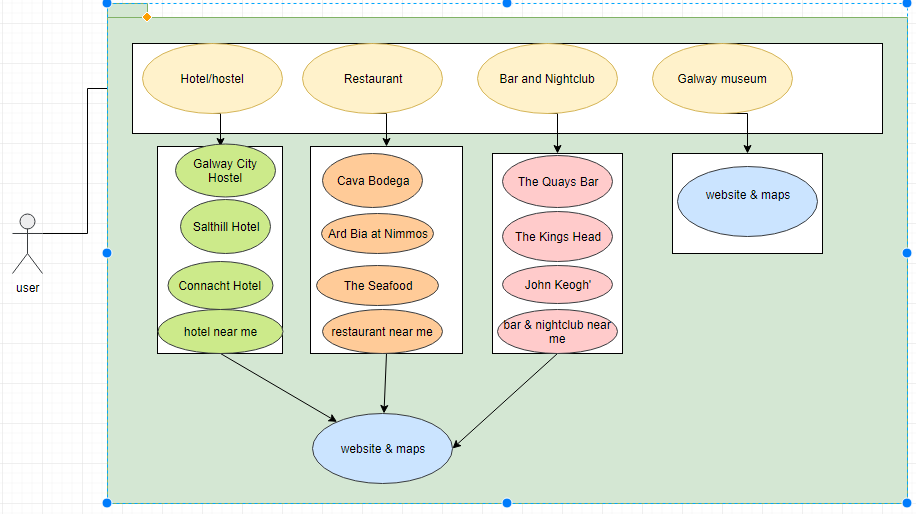 Hotel/hostel
Restaurant
Bar and Nightclub
Galway museum
Galway City
Hostel
Salthill Hotel
Connacht Hotel
hotel near me
Cava Bodega
Ard Bia at Nimmos
The Seafood
restaurant near me
The Quays Bar
The Kings Head
John Keogh'
bar & nightclub near
me
website & maps
user
website & maps